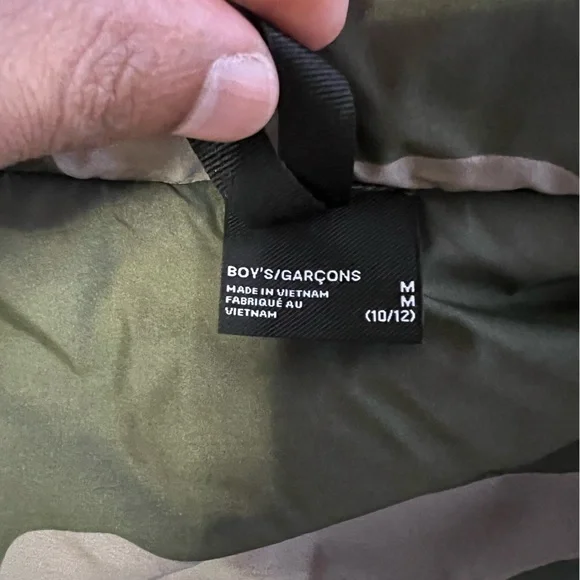 BOY'S/GARÇONS
MADE IN VIETNAM M
FABRIQUÉ AU M
VIETNAM (10/12)